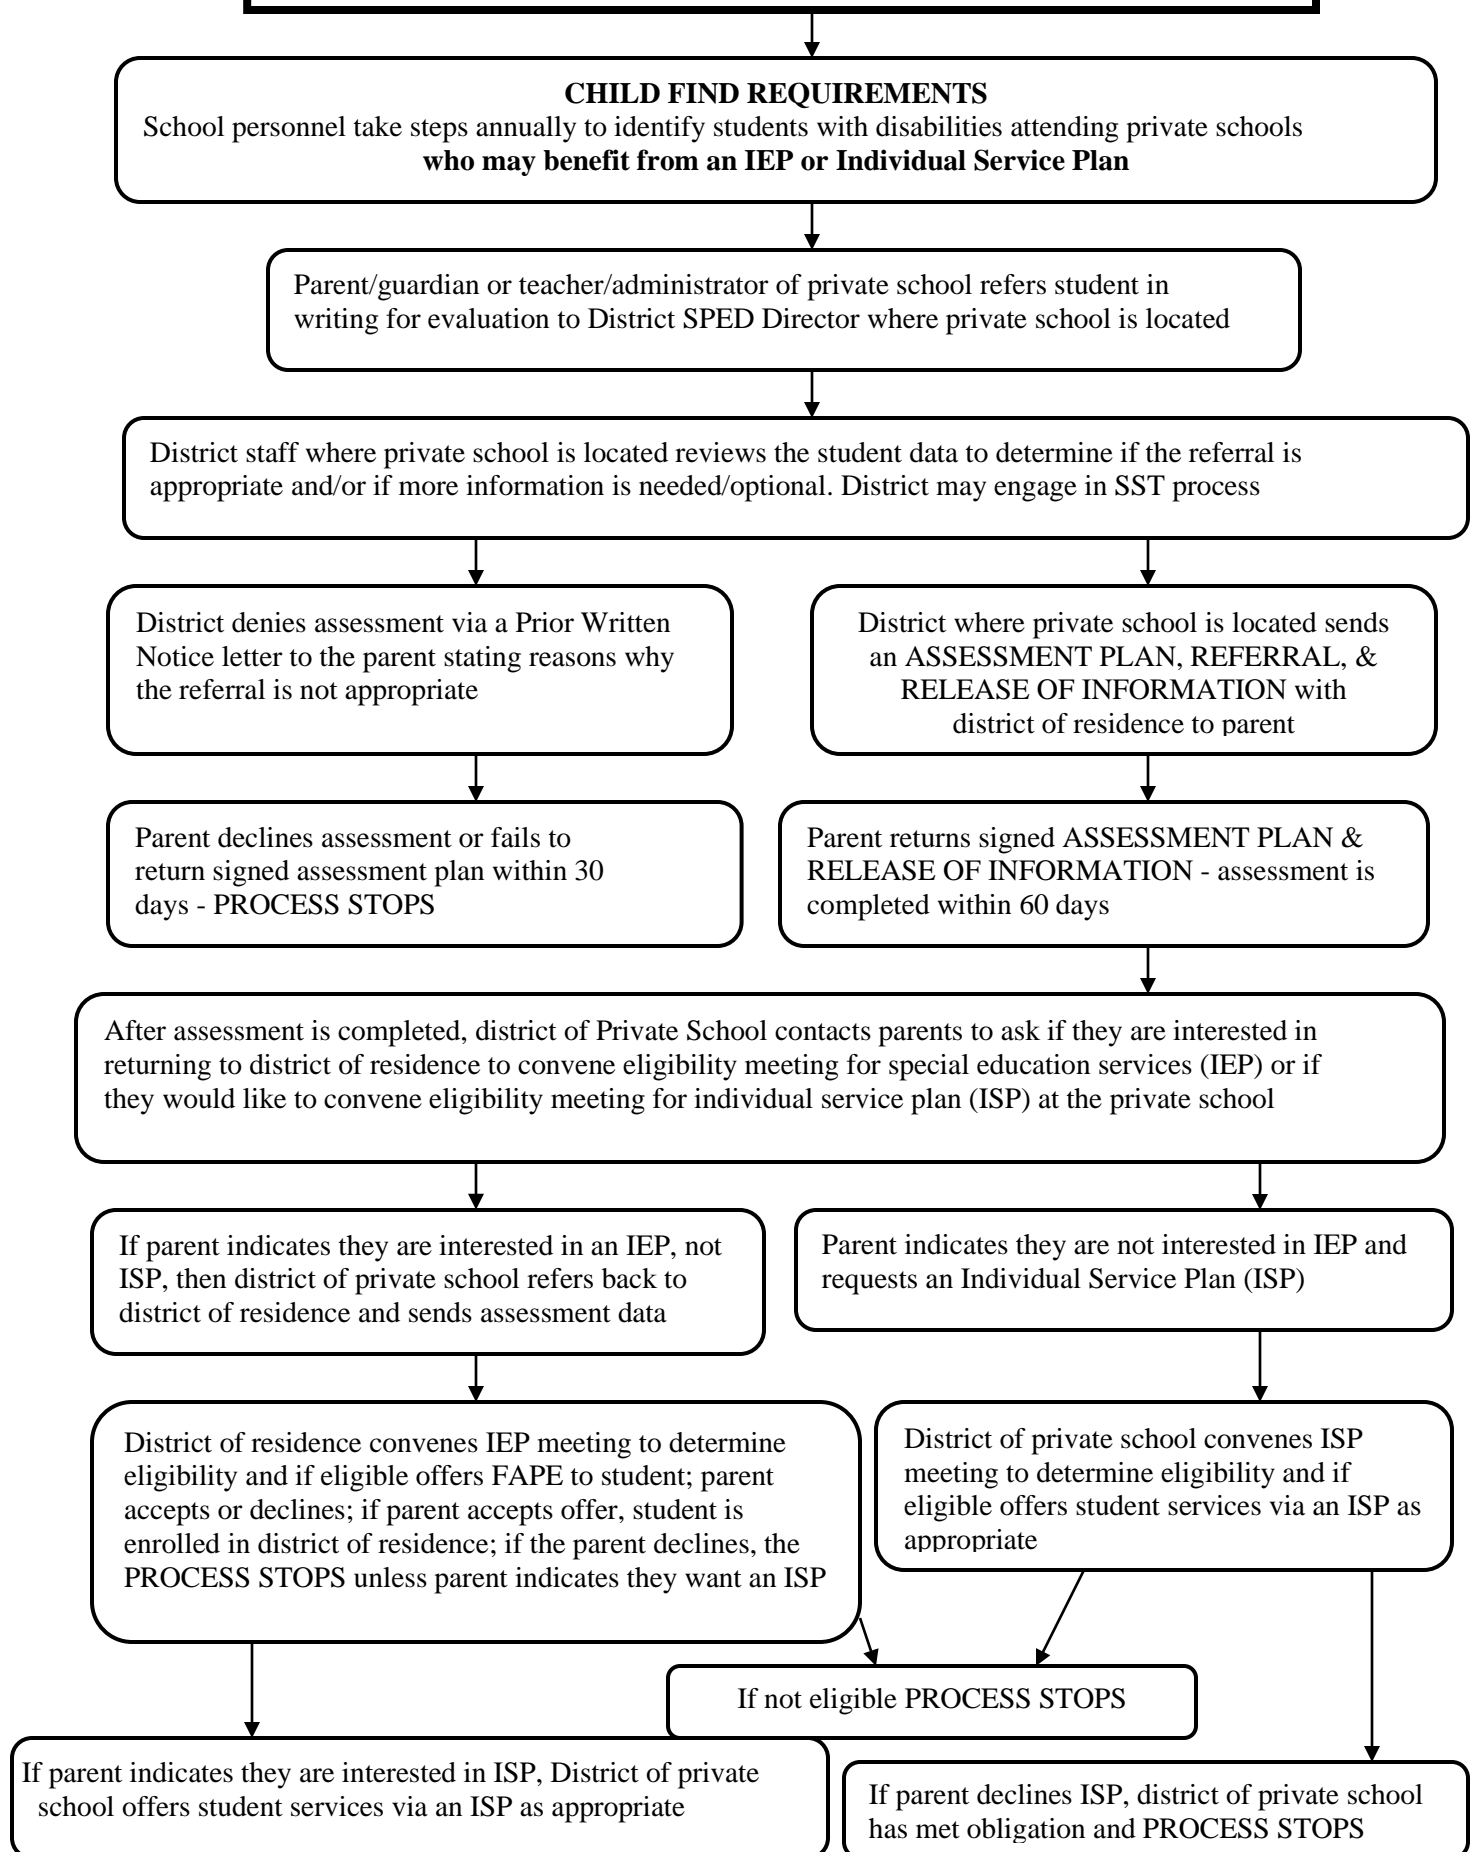 CHILD FIND REQUIREMENTS
School personnel take steps annually to identify students with disabilities attending private schools
who may benefit from an IEP or Individual Service Plan
Parent/guardian or teacher/administrator of private school refers student in
writing for evaluation to District SPED Director where private school is located
District staff where private school is located reviews the student data to determine if the referral is
appropriate and/or if more information is needed/optional. District may engage in SST process
District denies assessment via a Prior Written
Notice letter to the parent stating reasons why
the referral is not appropriate
District where private school is located sends
an ASSESSMENT PLAN, REFERRAL, &
RELEASE OF INFORMATION with
district of residence to parent
Parent declines assessment or fails to
return signed assessment plan within 30
days - PROCESS STOPS
Parent returns signed ASSESSMENT PLAN &
RELEASE OF INFORMATION - assessment is
completed within 60 days
After assessment is completed, district of Private School contacts parents to ask if they are interested in
returning to district of residence to convene eligibility meeting for special education services (IEP) or if
they would like to convene eligibility meeting for individual service plan (ISP) at the private school
If parent indicates they are interested in an IEP, not
ISP, then district of private school refers back to
district of residence and sends assessment data
Parent indicates they are not interested in IEP and
requests an Individual Service Plan (ISP)
District of residence convenes IEP meeting to determine
eligibility and if eligible offers FAPE to student; parent
accepts or declines; if parent accepts offer, student is
enrolled in district of residence; if the parent declines, the
PROCESS STOPS unless parent indicates they want an ISP
District of private school convenes ISP
meeting to determine eligibility and if
eligible offers student services via an ISP as
appropriate
If not eligible PROCESS STOPS
If parent indicates they are interested in ISP, District of private
school offers student services via an ISP as appropriate
If parent declines ISP, district of private school
has met obligation and PROCESS STOPS